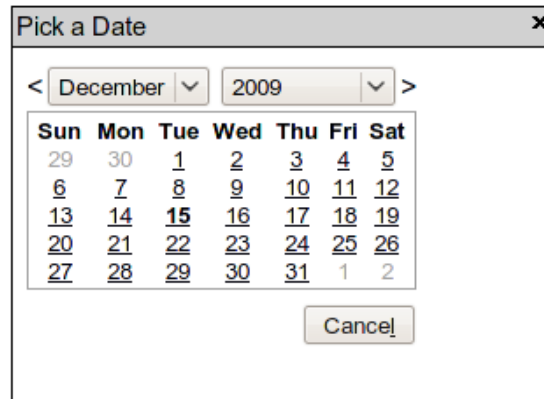 Pick a Date x
< December 2009 >
Sun Mon Tue Wed Thu Fri Sat
29 30 1 2 3 4 5
6 7 8 9 10 11 12
13 14 15 16 17 18 19
20 21 22 23 24 25 26
27 28 29 30 31 1 2
Cancel